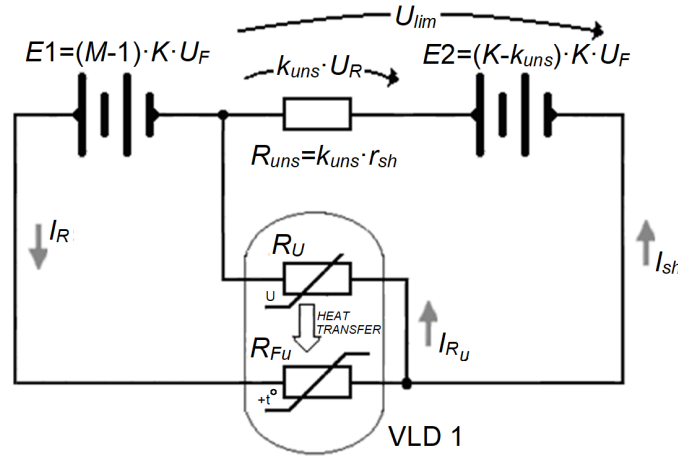 U_lim
E1=(M-1)·K·U_F
k_uns·U_R
E2=(K-k_uns)·K·U_F
R_uns=k_uns·r_sh
I_R
R_U
I_sh
U
HEAT
TRANSFER
I_R_U
R_Fu
+t°
VLD 1